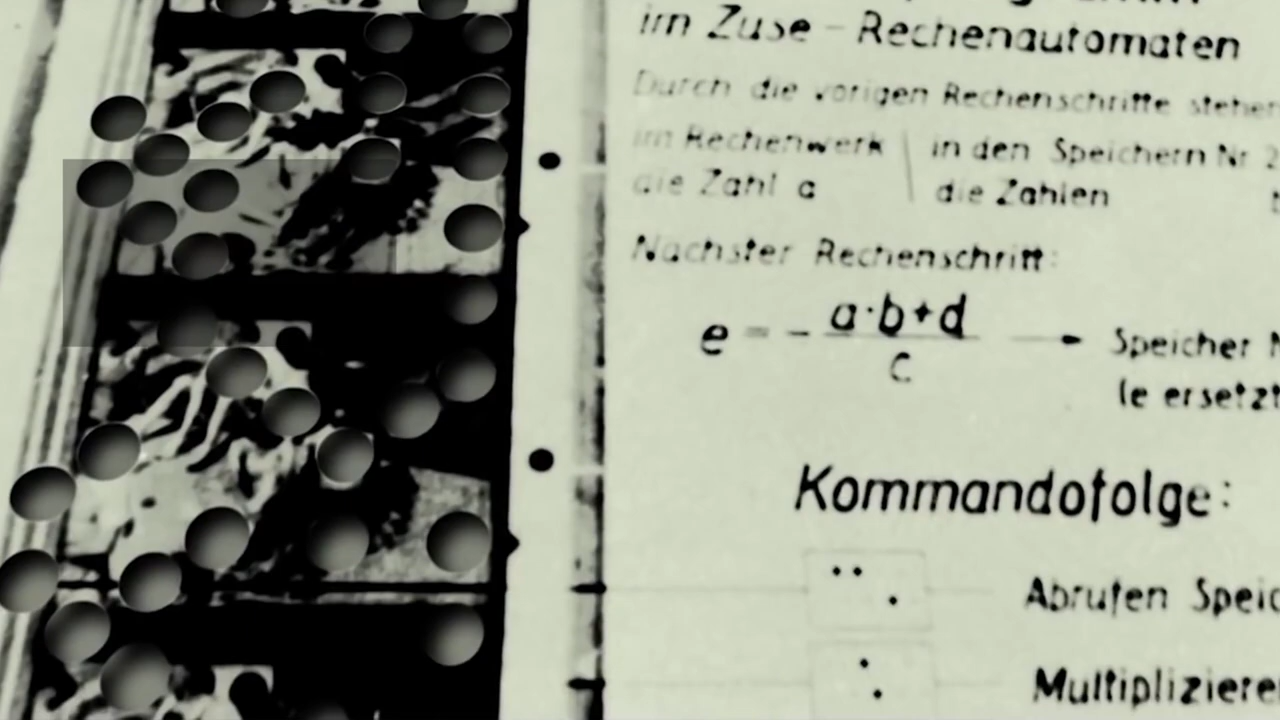 im Zuse - Rechenautomaten
Durch die vorigen Rechenschritte stehen
im Rechenwerk | in den Speichern Nr 2
die Zahl a | die Zahlen
Nächster Rechenschritt:
e = - a·b+d / c → Speicher
le ersetzt
Kommandofolge:
Abrufen Speic
Multipliziere